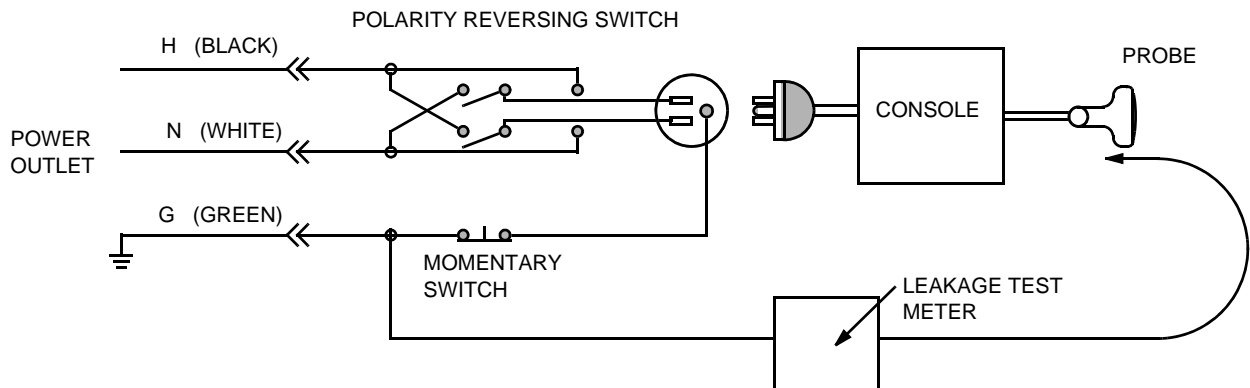 POLARITY REVERSING SWITCH
H (BLACK)
PROBE
CONSOLE
N (WHITE)
POWER
OUTLET
G (GREEN)
MOMENTARY
SWITCH
LEAKAGE TEST
METER